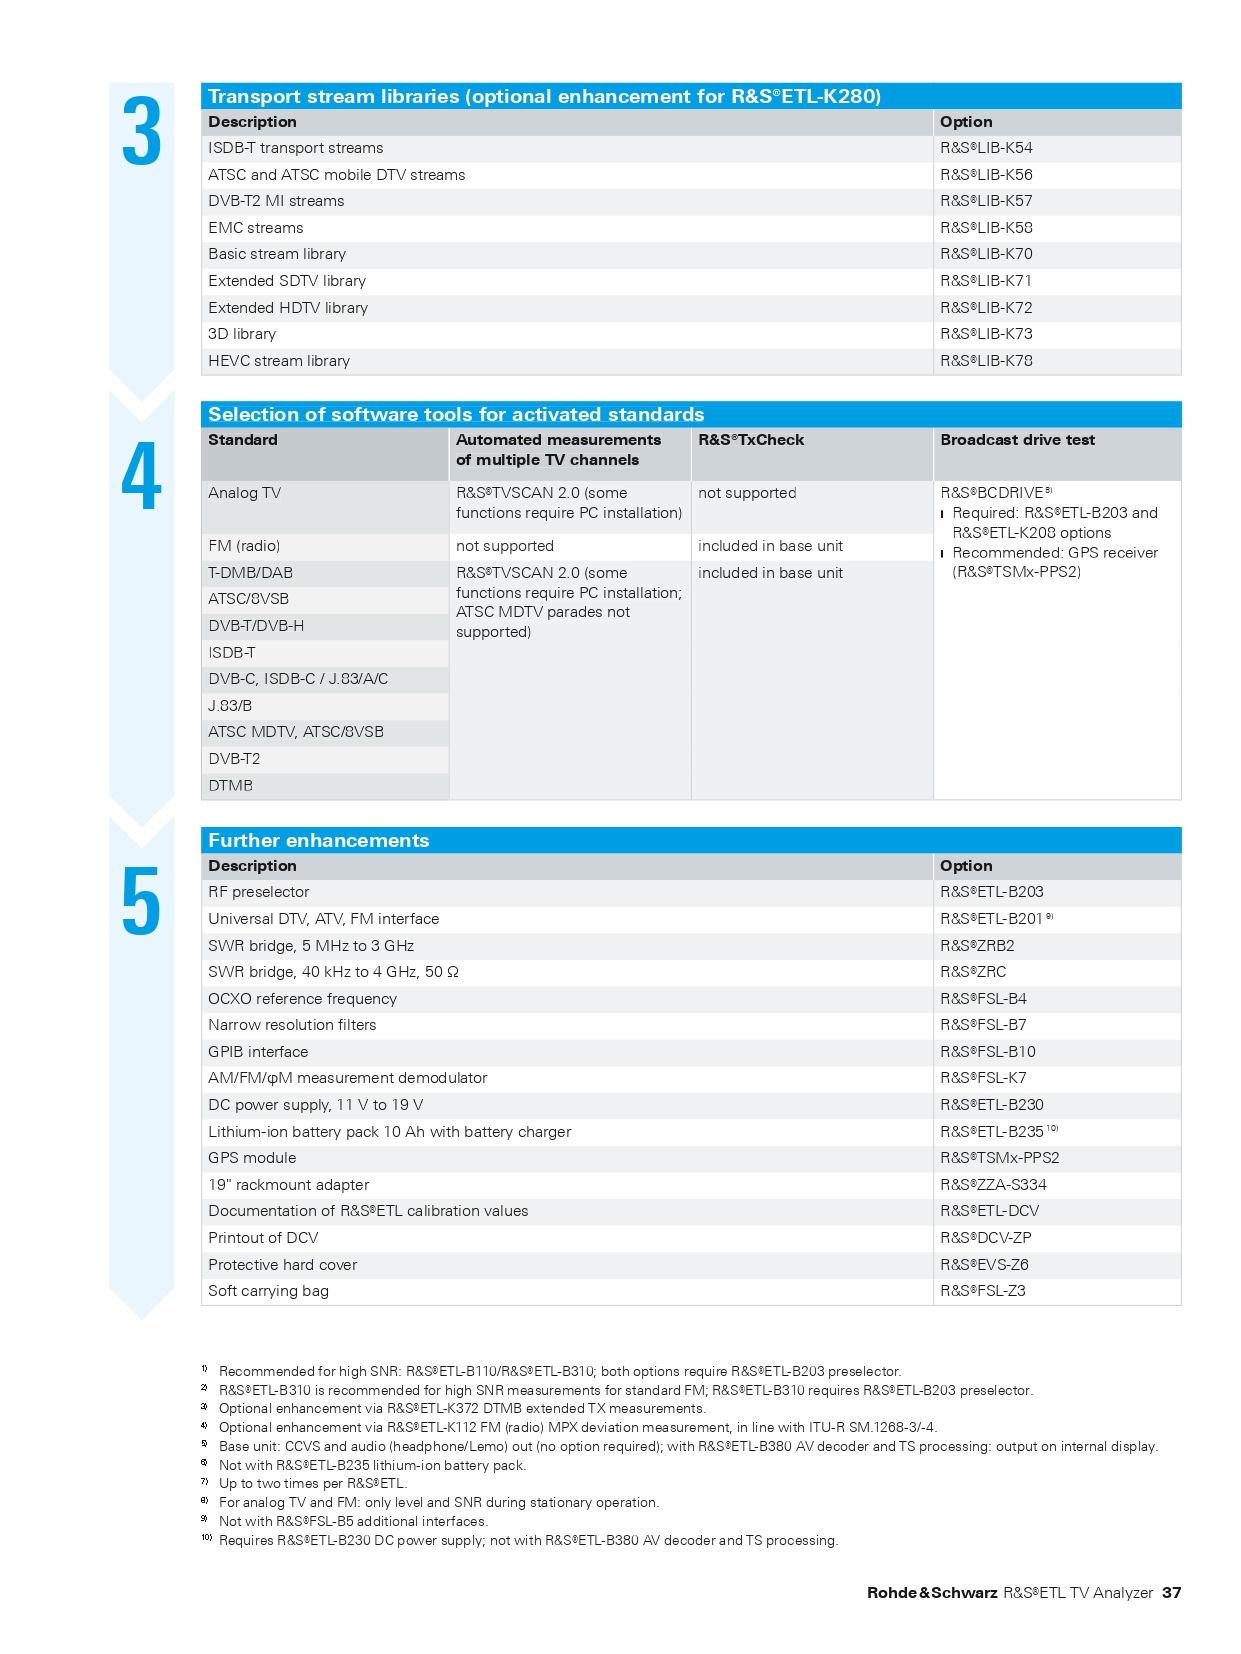 3
Transport stream libraries (optional enhancement for R&S®ETL-K280)
Description Option
ISDB-T transport streams R&S®LIB-K54
ATSC and ATSC mobile DTV streams R&S®LIB-K56
DVB-T2 MI streams R&S®LIB-K57
EMC streams R&S®LIB-K58
Basic stream library R&S®LIB-K70
Extended SDTV library R&S®LIB-K71
Extended HDTV library R&S®LIB-K72
3D library R&S®LIB-K73
HEVC stream library R&S®LIB-K78
4
Selection of software tools for activated standards
Standard Automated measurements R&S®TxCheck Broadcast drive test
of multiple TV channels
Analog TV R&S®TVSCAN 2.0 (some not supported R&S®BCDRIVE 8)
functions require PC installation) Required: R&S®ETL-B203 and
R&S®ETL-K208 options
FM (radio) not supported included in base unit Recommended: GPS receiver
T-DMB/DAB R&S®TVSCAN 2.0 (some included in base unit (R&S®TSMx-PPS2)
functions require PC installation;
ATSC/8VSB
ATSC MDTV parades not
DVB-T/DVB-H
supported)
ISDB-T
DVB-C, ISDB-C / J.83/A/C
J.83/B
ATSC MDTV, ATSC/8VSB
DVB-T2
DTMB
5
Further enhancements
Description Option
RF preselector R&S®ETL-B203
Universal DTV, ATV, FM interface R&S®ETL-B201 9)
SWR bridge, 5 MHz to 3 GHz R&S®ZRB2
SWR bridge, 40 kHz to 4 GHz, 50 Ω R&S®ZRC
OCXO reference frequency R&S®FSL-B4
Narrow resolution filters R&S®FSL-B7
GPIB interface R&S®FSL-B10
AM/FM/φM measurement demodulator R&S®FSL-K7
DC power supply, 11 V to 19 V R&S®ETL-B230
Lithium-ion battery pack 10 Ah with battery charger R&S®ETL-B235 10)
GPS module R&S®TSMx-PPS2
19" rackmount adapter R&S®ZZA-S334
Documentation of R&S®ETL calibration values R&S®ETL-DCV
Printout of DCV R&S®DCV-ZP
Protective hard cover R&S®EVS-Z6
Soft carrying bag R&S®FSL-Z3
1) Recommended for high SNR: R&S®ETL-B110/R&S®ETL-B310; both options require R&S®ETL-B203 preselector.
2) R&S®ETL-B310 is recommended for high SNR measurements for standard FM; R&S®ETL-B310 requires R&S®ETL-B203 preselector.
3) Optional enhancement via R&S®ETL-K372 DTMB extended TX measurements.
4) Optional enhancement via R&S®ETL-K112 FM (radio) MPX deviation measurement, in line with ITU-R SM.1268-3/-4.
5) Base unit: CCVS and audio (headphone/Lemo) out (no option required); with R&S®ETL-B380 AV decoder and TS processing: output on internal display.
6) Not with R&S®ETL-B235 lithium-ion battery pack.
7) Up to two times per R&S®ETL.
8) For analog TV and FM: only level and SNR during stationary operation.
9) Not with R&S®FSL-B5 additional interfaces.
10) Requires R&S®ETL-B230 DC power supply; not with R&S®ETL-B380 AV decoder and TS processing.
Rohde & Schwarz R&S®ETL TV Analyzer 37